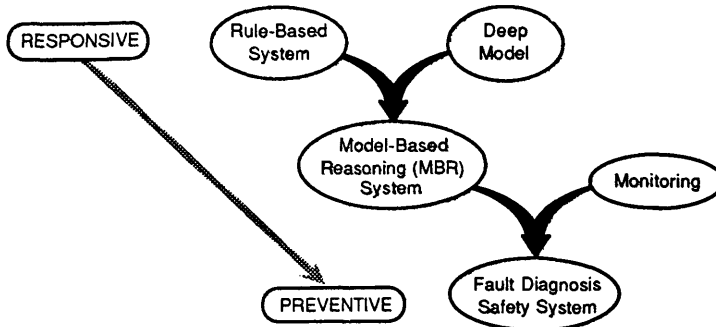 RESPONSIVE
Rule-Based
System
Deep
Model
Model-Based
Reasoning (MBR)
System
Monitoring
PREVENTIVE
Fault Diagnosis
Safety System